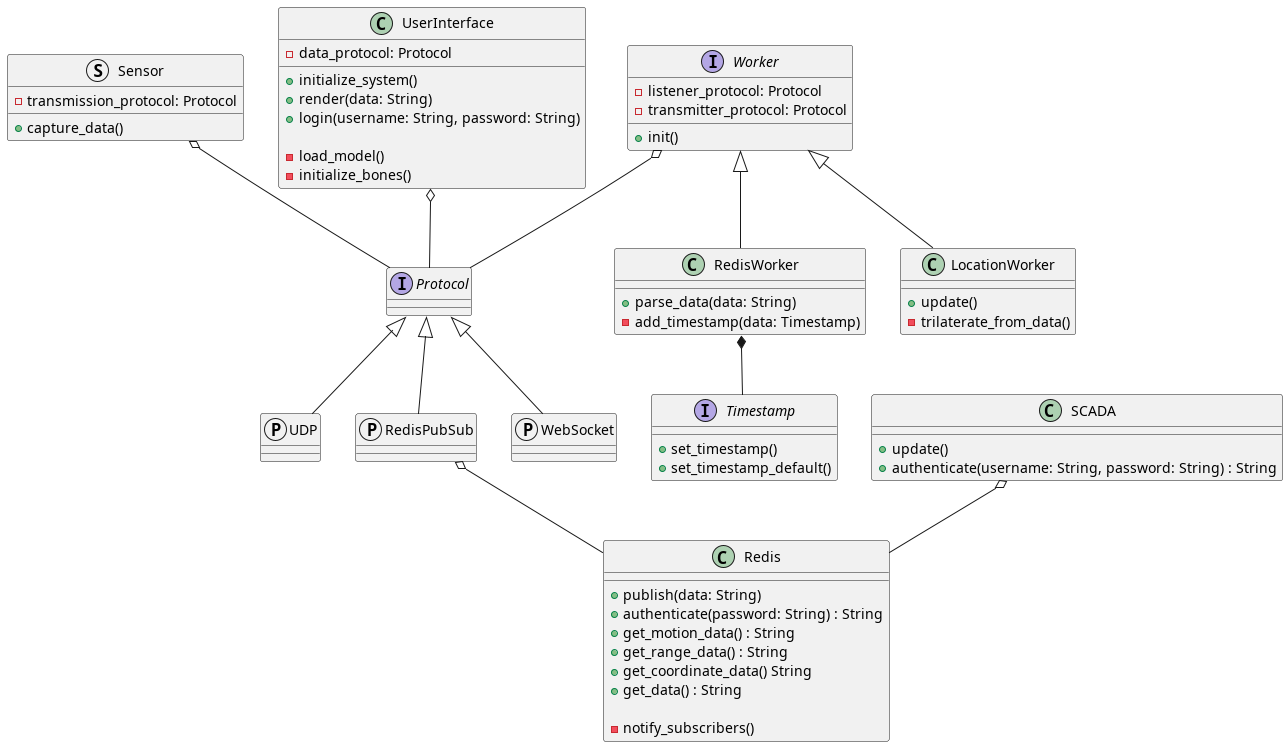 S Sensor
transmission_protocol: Protocol
capture_data()
C UserInterface
data_protocol: Protocol
initialize_system()
render(data: String)
login(username: String, password: String)
load_model()
initialize_bones()
I Worker
listener_protocol: Protocol
transmitter_protocol: Protocol
init()
I Protocol
C RedisWorker
parse_data(data: String)
add_timestamp(data: Timestamp)
C LocationWorker
update()
trilaterate_from_data()
P UDP
P RedisPubSub
P WebSocket
I Timestamp
set_timestamp()
set_timestamp_default()
C SCADA
update()
authenticate(username: String, password: String) : String
C Redis
publish(data: String)
authenticate(password: String) : String
get_motion_data() : String
get_range_data() : String
get_coordinate_data() String
get_data() : String
notify_subscribers()